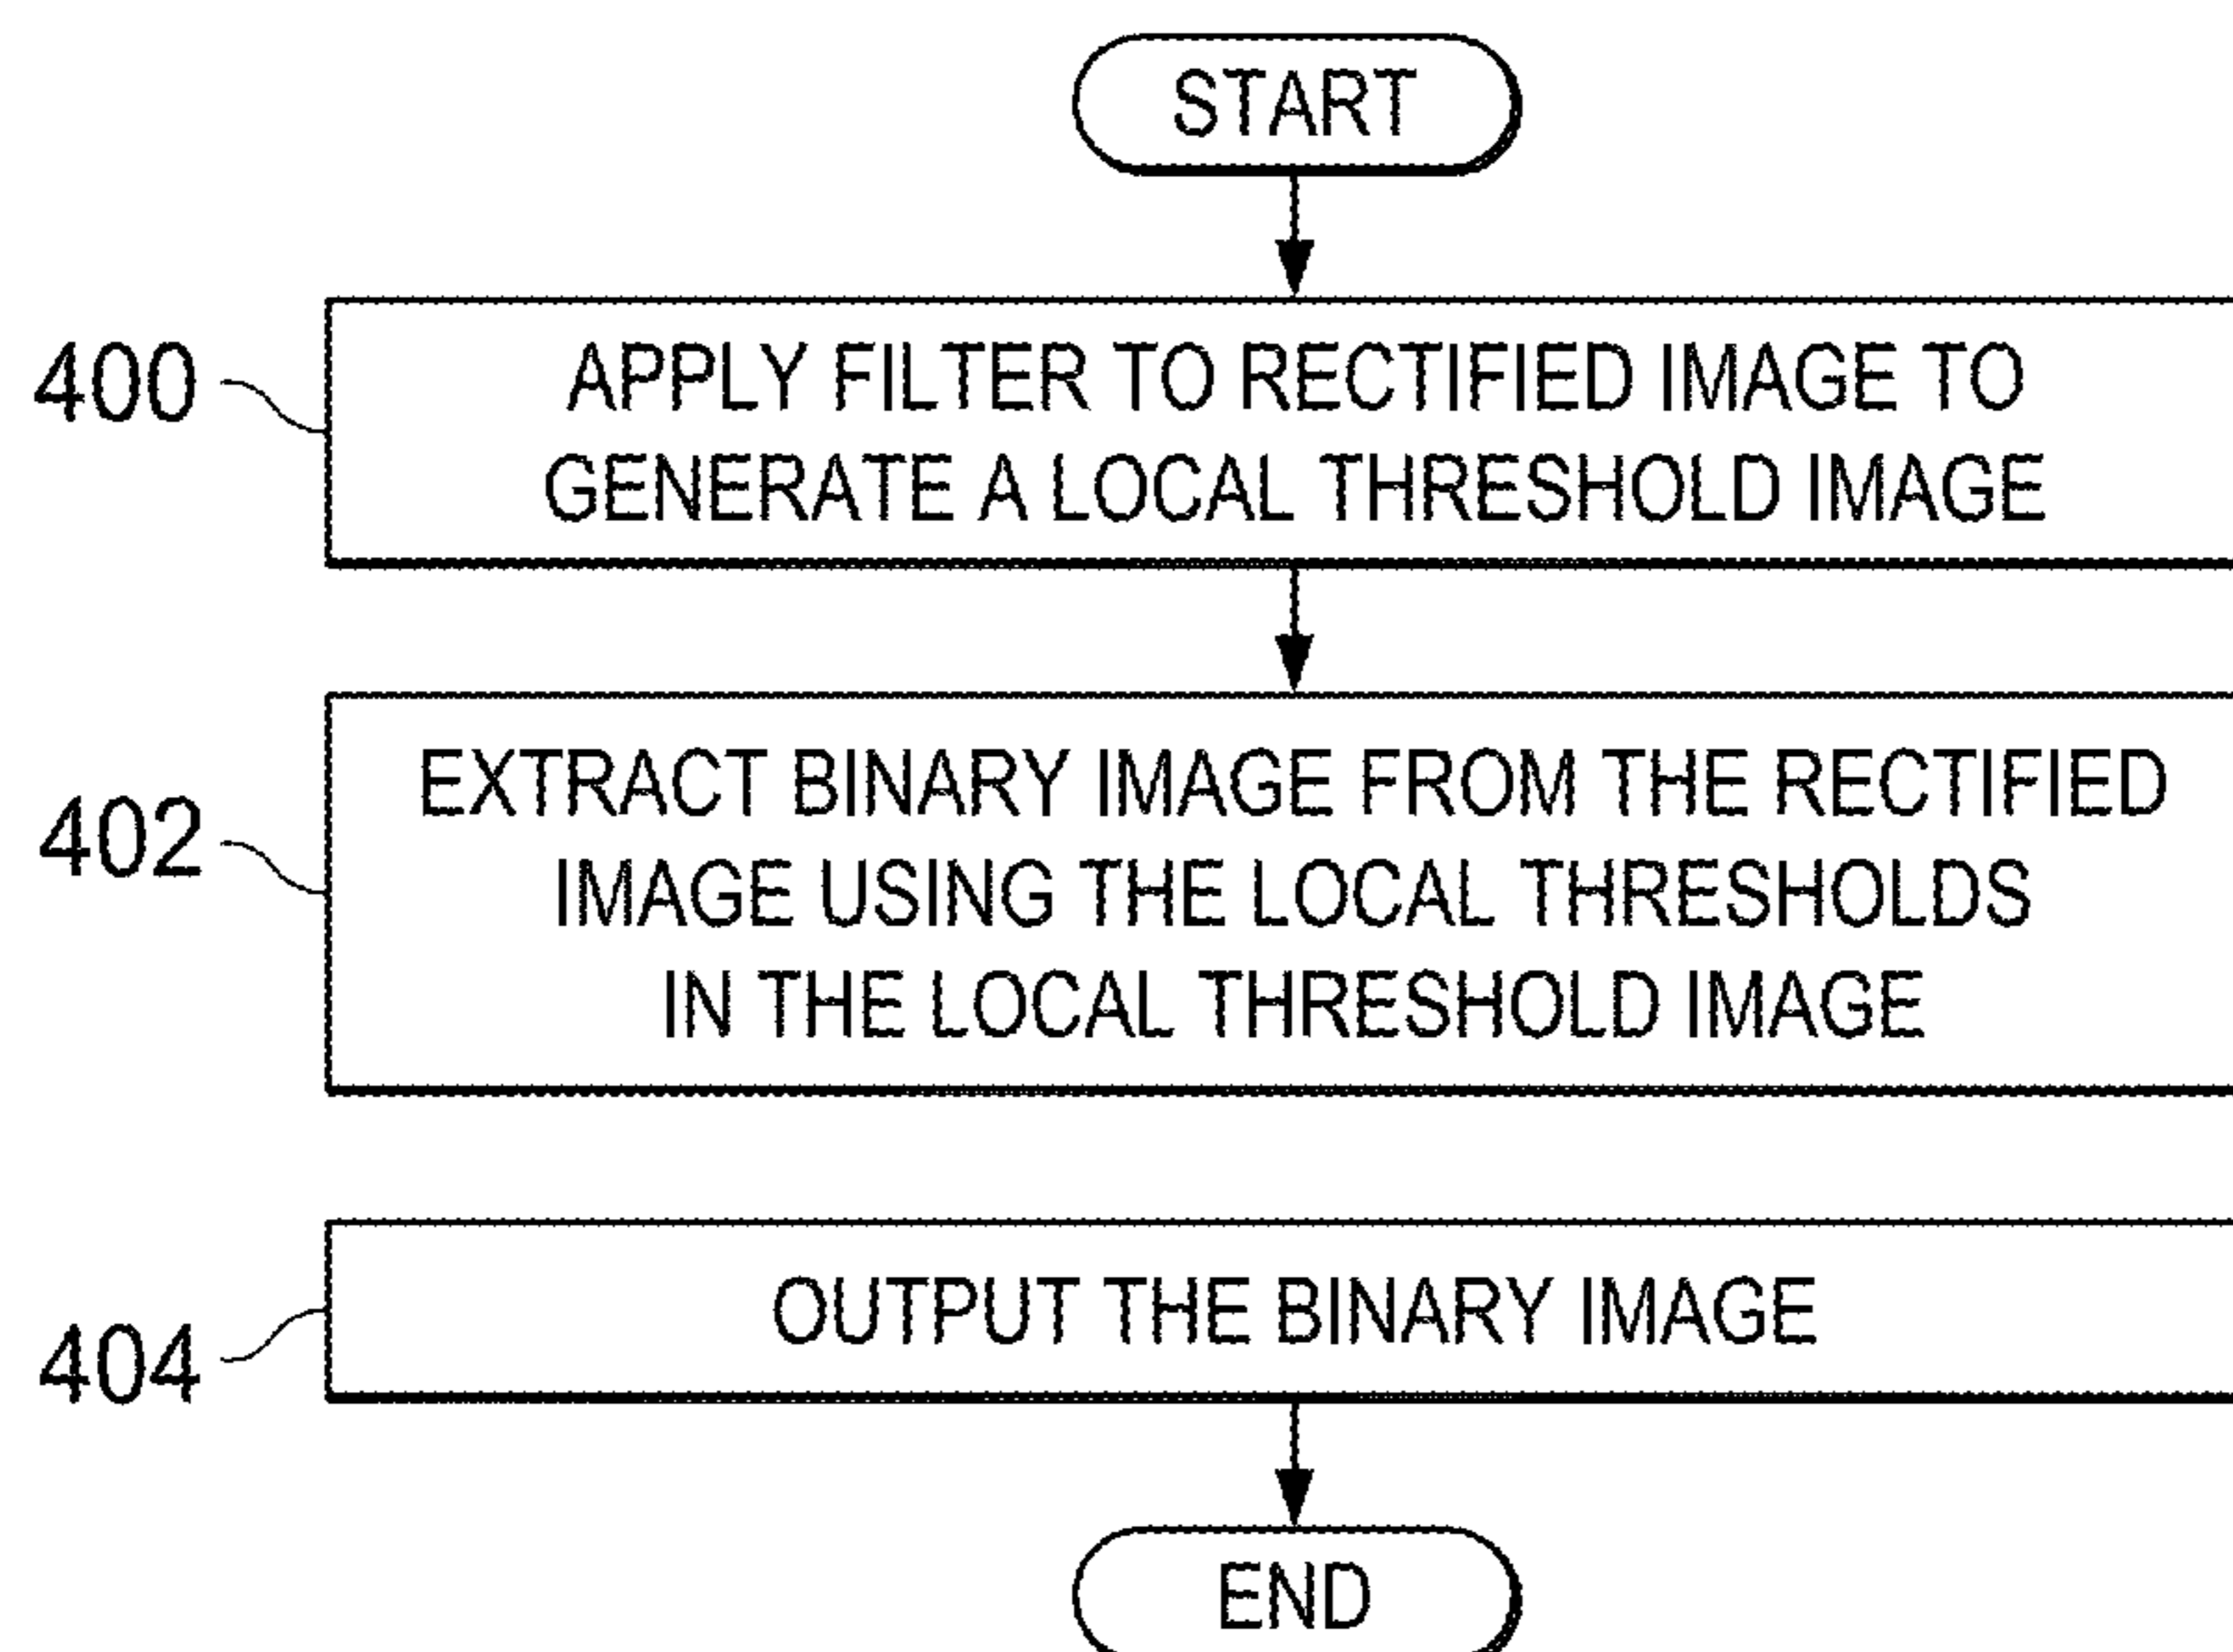 START
400
APPLY FILTER TO RECTIFIED IMAGE TO
GENERATE A LOCAL THRESHOLD IMAGE
402
EXTRACT BINARY IMAGE FROM THE RECTIFIED
IMAGE USING THE LOCAL THRESHOLDS
IN THE LOCAL THRESHOLD IMAGE
404
OUTPUT THE BINARY IMAGE
END